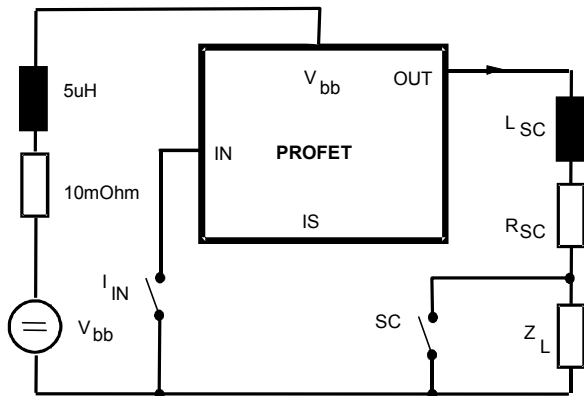 V bb
OUT
5uH
L SC
IN
PROFET
10mOhm
R SC
IS
I IN
SC
V bb
Z L